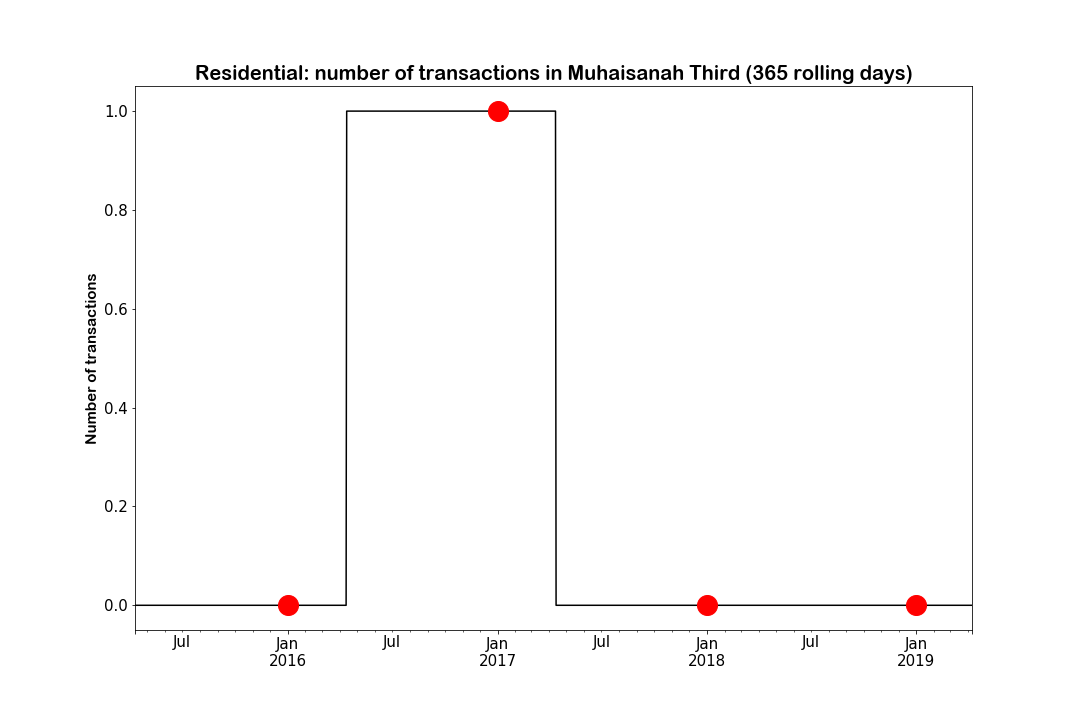 Residential: number of transactions in Muhaisanah Third (365 rolling days)
Number of transactions
1.0
0.8
0.6
0.4
0.2
0.0
Jul Jan Jul Jan Jul Jan Jul Jan
2016 2017 2018 2019